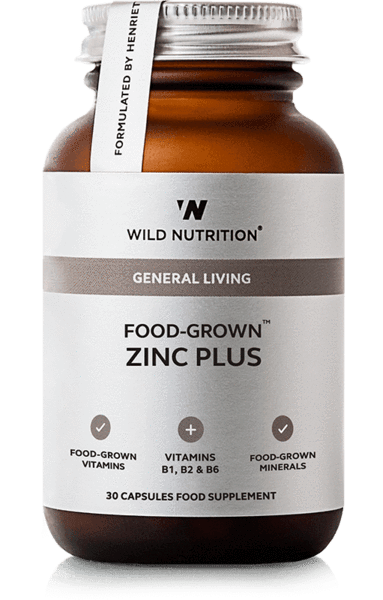 FORMULATED BY HENRIET
W
WILD NUTRITION®
GENERAL LIVING
FOOD-GROWN™
ZINC PLUS
FOOD-GROWN
VITAMINS
VITAMINS
B1, B2 & B6
FOOD-GROWN
MINERALS
30 CAPSULES FOOD SUPPLEMENT